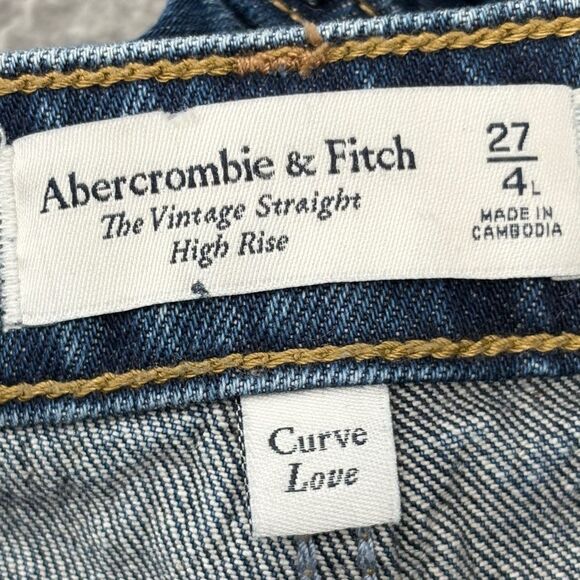 Abercrombie & Fitch
The Vintage Straight
High Rise
27
4L
MADE IN
CAMBODIA
Curve
Love